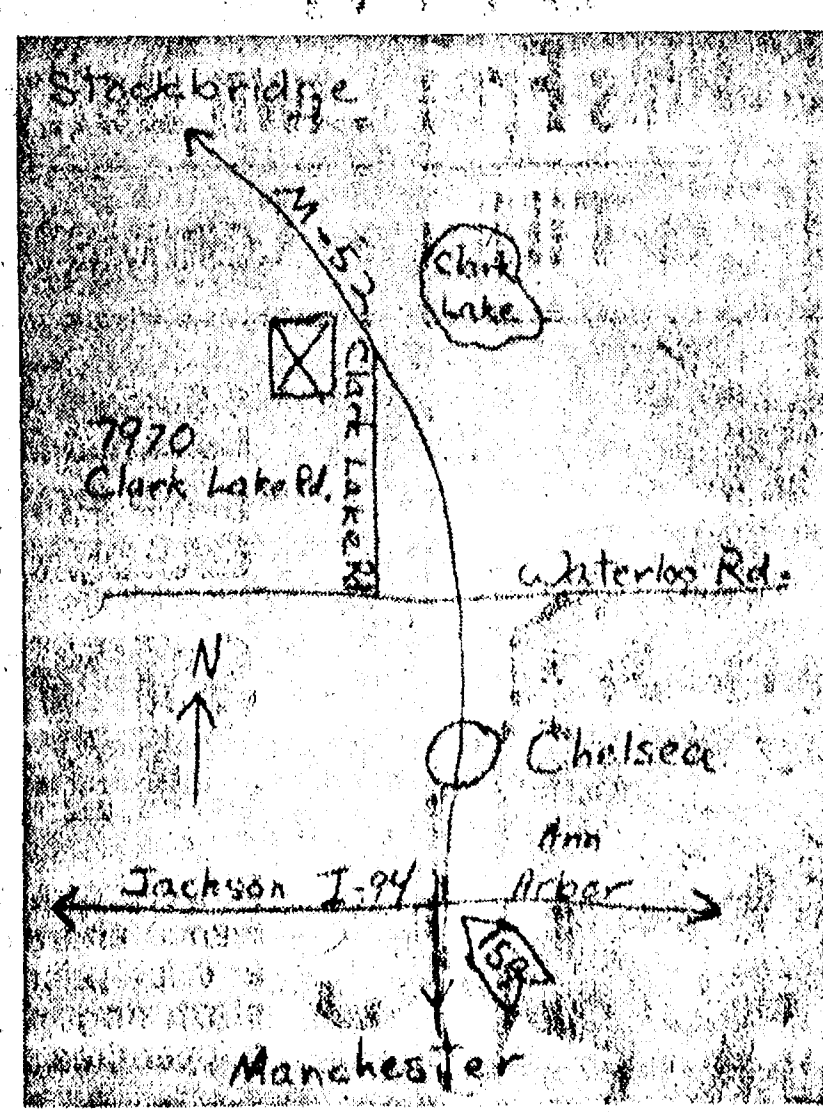 Stockbridge
M-52
Clark
Lake
Clark Lake Rd
7970
Clark Lake Rd.
Waterloo Rd.
N
Chelsea
Ann
Arbor
Jackson I-94
159
Manchester